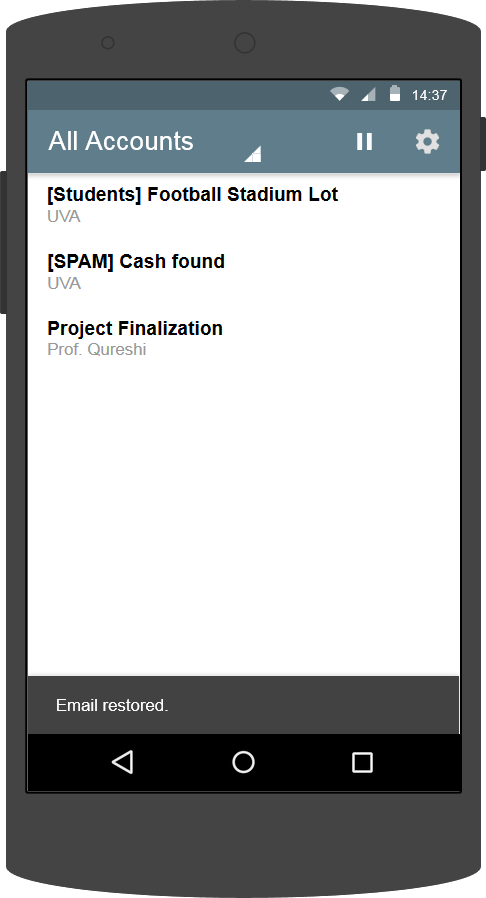 14:37
All Accounts
[Students] Football Stadium Lot
UVA
[SPAM] Cash found
UVA
Project Finalization
Prof. Qureshi
Email restored.